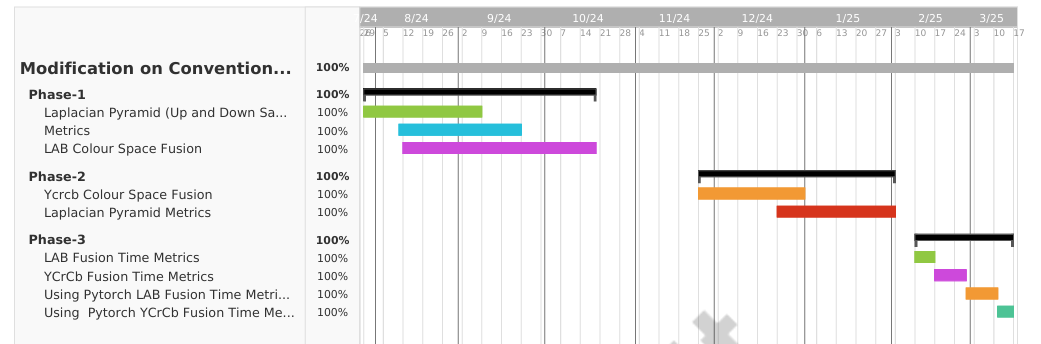 /24 8/24 9/24 10/24 11/24 12/24 1/25 2/25 3/25
29 5 12 19 26 2 9 16 23 30 7 14 21 28 4 11 18 25 2 9 16 23 30 6 13 20 27 3 10 17 24 3 10 17
Modification on Convention... 100%
Phase-1 100%
Laplacian Pyramid (Up and Down Sa... 100%
Metrics 100%
LAB Colour Space Fusion 100%
Phase-2 100%
Ycrcb Colour Space Fusion 100%
Laplacian Pyramid Metrics 100%
Phase-3 100%
LAB Fusion Time Metrics 100%
YCrCb Fusion Time Metrics 100%
Using Pytorch LAB Fusion Time Metri... 100%
Using Pytorch YCrCb Fusion Time Me... 100%